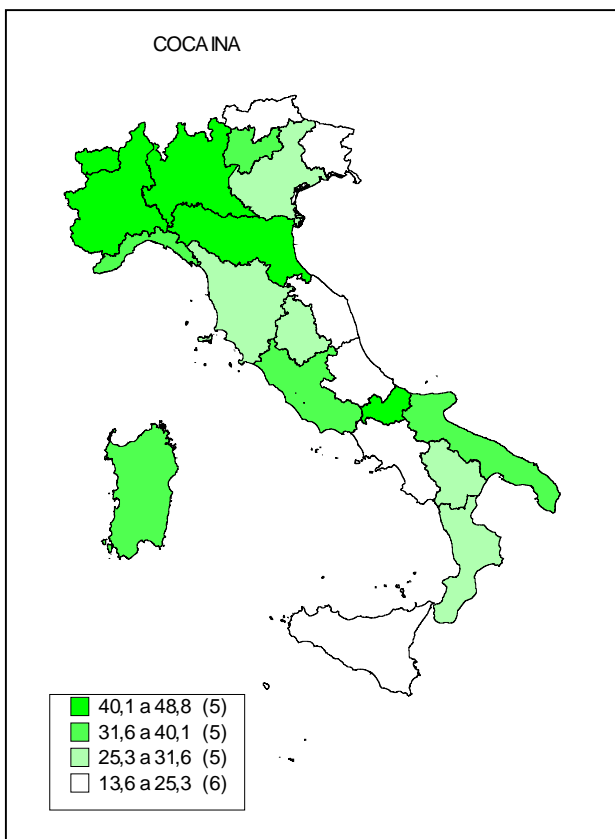 COCAINA
40,1 a 48,8 (5)
31,6 a 40,1 (5)
25,3 a 31,6 (5)
13,6 a 25,3 (6)